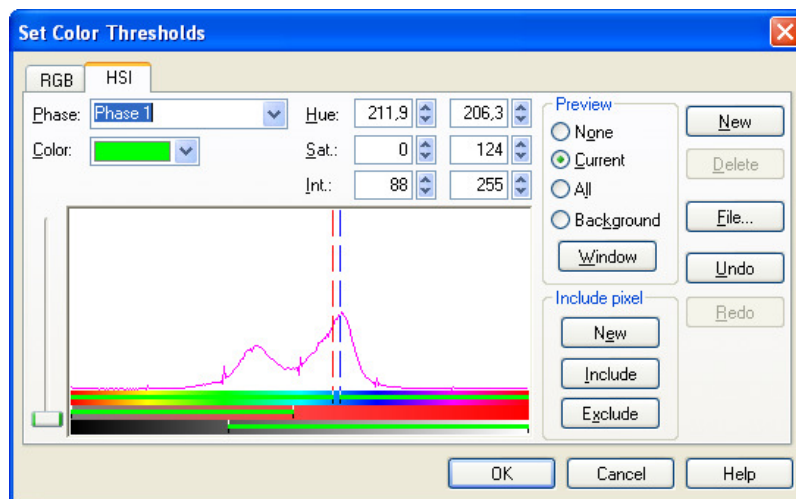 Set Color Thresholds
RGB HSI
Phase: Phase 1 Hue: 211,9 206,3
Color: Sat.: 0 124
Int.: 88 255
Preview
None
Current
All
Background
Window
Include pixel
New
Include
Exclude
New
Delete
File...
Undo
Redo
OK Cancel Help